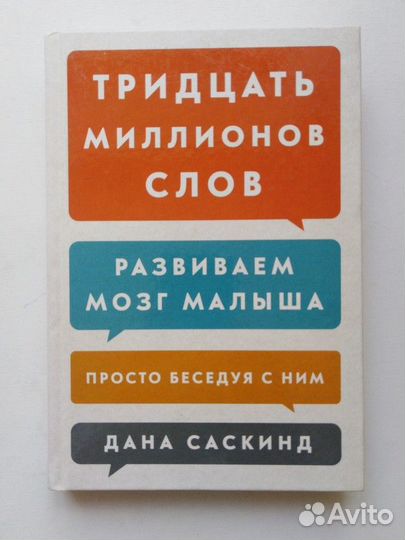 ТРИДЦАТЬ
МИЛЛИОНОВ
СЛОВ
РАЗВИВАЕМ
МОЗГ МАЛЫША
ПРОСТО БЕСЕДУЯ С НИМ
ДАНА САСКИНД
Avito